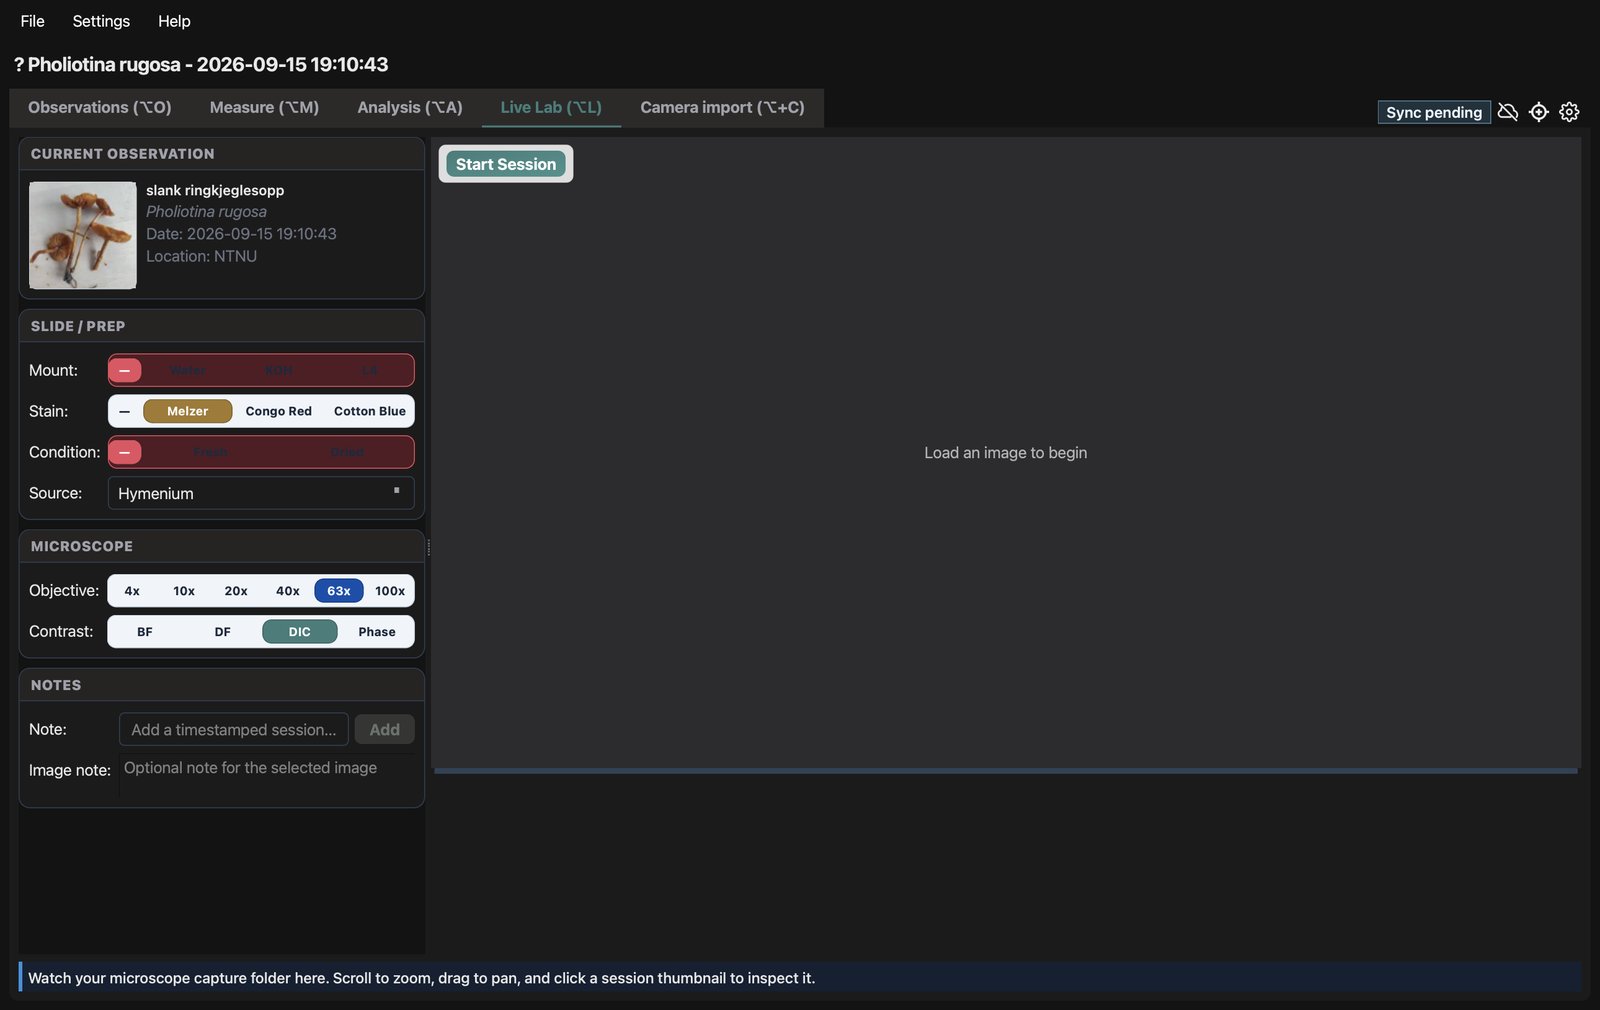 File Settings Help
? Pholiotina rugosa - 2026-09-15 19:10:43
Observations (⌥O) Measure (⌥M) Analysis (⌥A) Live Lab (⌥L) Camera import (⌥+C)
Sync pending
CURRENT OBSERVATION
slank ringkjeglesopp
Pholiotina rugosa
Date: 2026-09-15 19:10:43
Location: NTNU
Start Session
SLIDE / PREP
Mount: — Water KOH LA
Stain: — Melzer Congo Red Cotton Blue
Condition: — Fresh Dried
Source: Hymenium
Load an image to begin
MICROSCOPE
Objective: 4x 10x 20x 40x 63x 100x
Contrast: BF DF DIC Phase
NOTES
Note: Add a timestamped session... Add
Image note: Optional note for the selected image
Watch your microscope capture folder here. Scroll to zoom, drag to pan, and click a session thumbnail to inspect it.